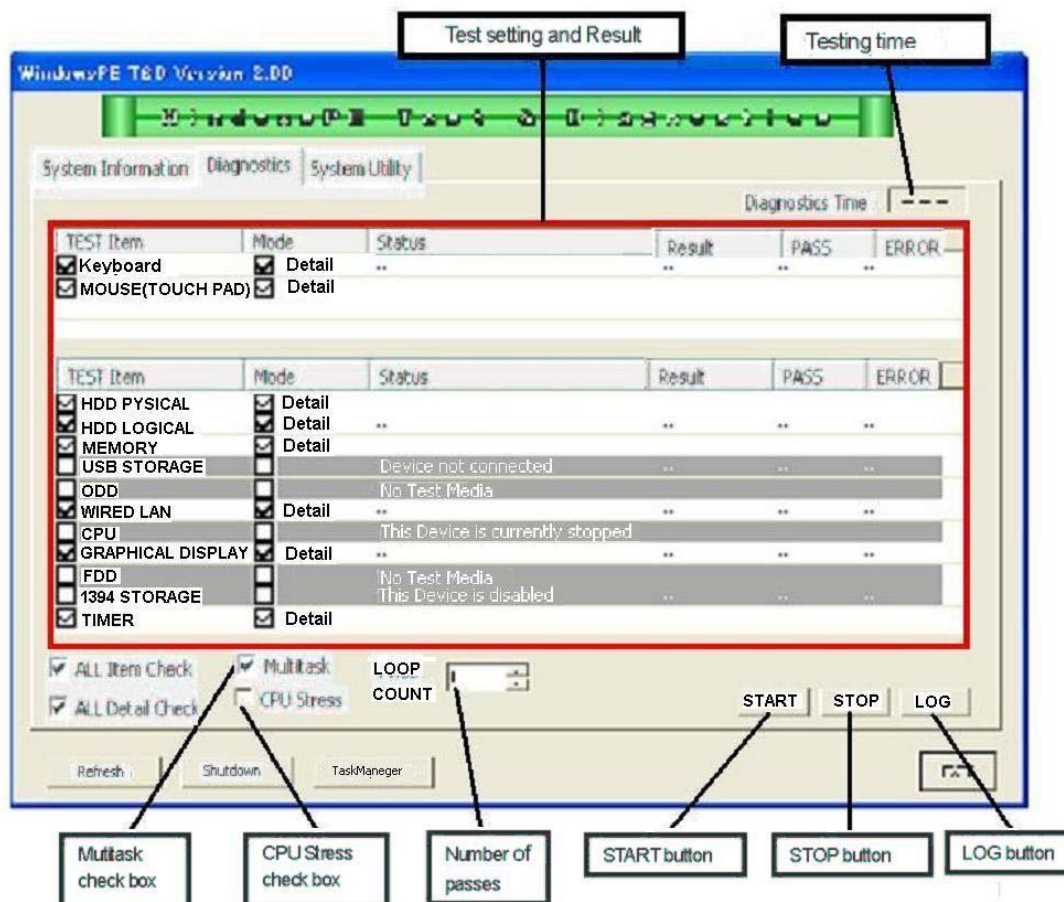 Test setting and Result
Testing time
WindowsPE T&D Version 2.00
WindowsPE Test & Diagnostics
System Information Diagnostics System Utility
Diagnostics Time ---
TEST Item Mode Status Result PASS ERROR
Keyboard Detail .. .. .. ..
MOUSE(TOUCH PAD) Detail
TEST Item Mode Status Result PASS ERROR
HDD PYSICAL Detail
HDD LOGICAL Detail .. .. .. ..
MEMORY Detail
USB STORAGE Device not connected .. .. ..
ODD No Test Media
WIRED LAN Detail .. .. .. ..
CPU This Device is currently stopped
GRAPHICAL DISPLAY Detail .. .. .. ..
FDD No Test Media
1394 STORAGE This Device is disabled .. .. ..
TIMER Detail
ALL Item Check Multitask LOOP
ALL Detail Check CPU Stress COUNT
START STOP LOG
Refresh Shutdown TaskManeger
Mutitask
check box
CPU Stress
check box
Number of
passes
START button
STOP button
LOG button